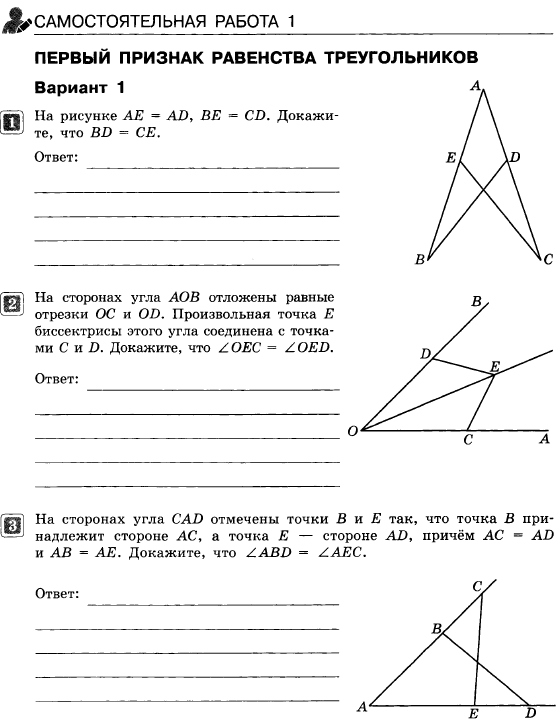 САМОСТОЯТЕЛЬНАЯ РАБОТА 1
ПЕРВЫЙ ПРИЗНАК РАВЕНСТВА ТРЕУГОЛЬНИКОВ
Вариант 1
1
На рисунке AE = AD, BE = CD. Докажи-
те, что BD = CE.
Ответ:
A
E
D
B
C
2
На сторонах угла AOB отложены равные
отрезки OC и OD. Произвольная точка E
биссектрисы этого угла соединена с точка-
ми C и D. Докажите, что ∠OEC = ∠OED.
Ответ:
B
D
E
O
C
A
3
На сторонах угла CAD отмечены точки B и E так, что точка B при-
надлежит стороне AC, а точка E — стороне AD, причём AC = AD
и AB = AE. Докажите, что ∠ABD = ∠AEC.
Ответ:
C
B
A
E
D